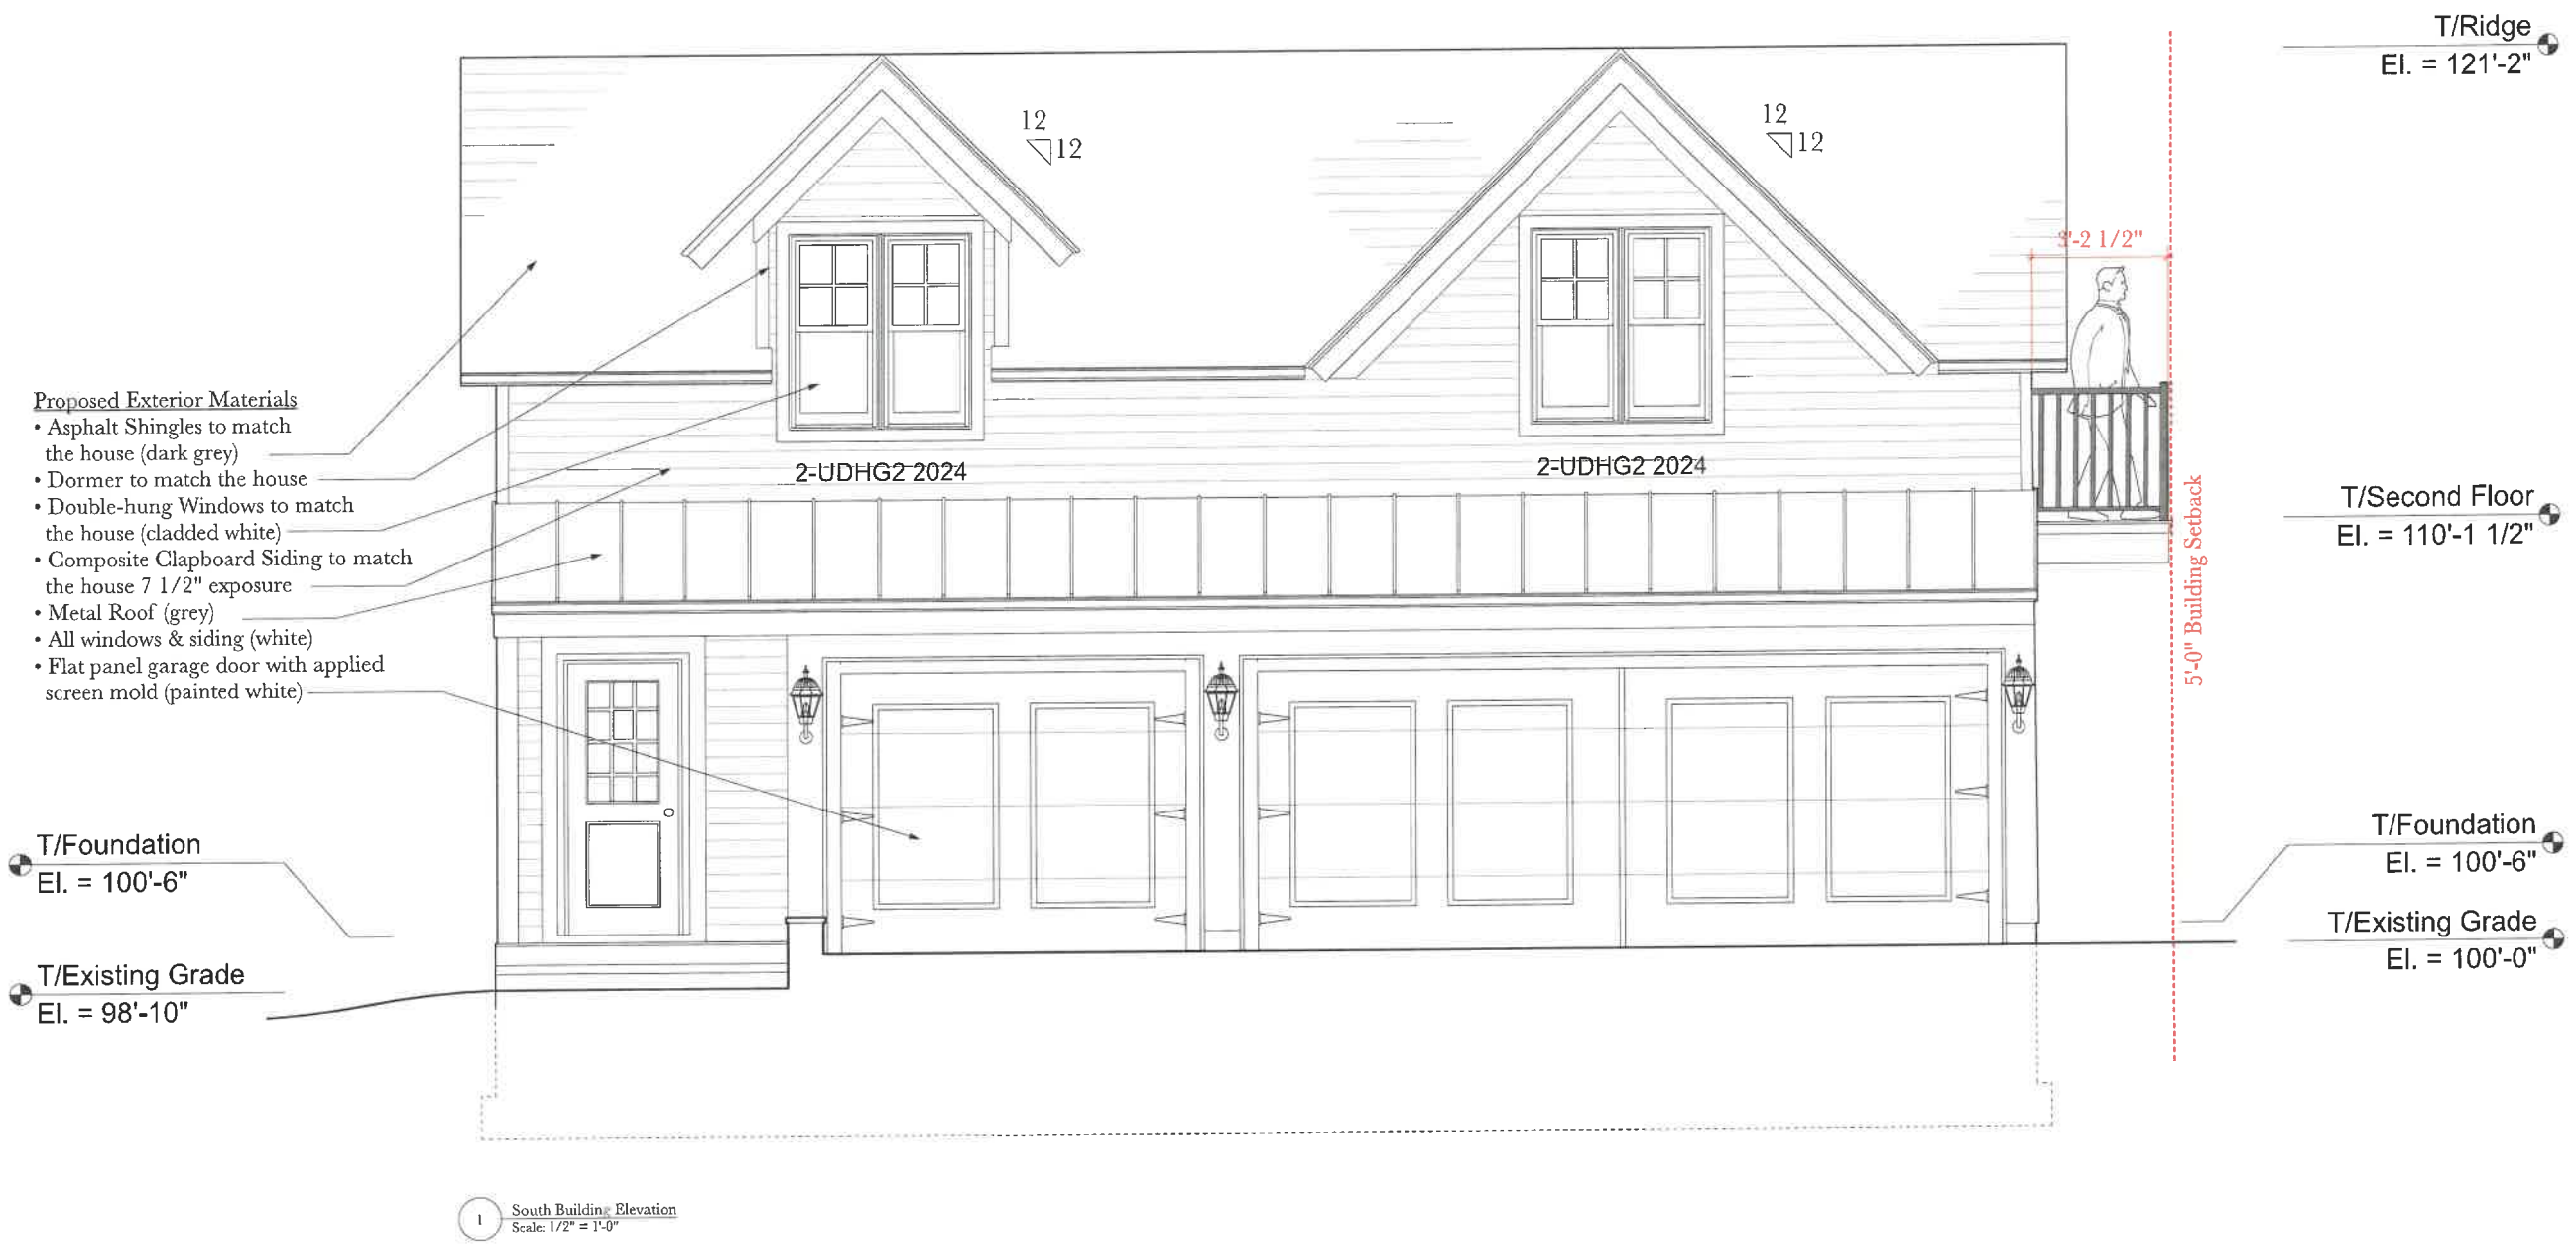 T/Ridge
El. = 121'-2"
12
12
12
12
3'-2 1/2"
Proposed Exterior Materials
• Asphalt Shingles to match
the house (dark grey)
• Dormer to match the house
• Double-hung Windows to match
the house (cladded white)
• Composite Clapboard Siding to match
the house 7 1/2" exposure
• Metal Roof (grey)
• All windows & siding (white)
• Flat panel garage door with applied
screen mold (painted white)
2-UDHG2 2024
2-UDHG2 2024
T/Second Floor
El. = 110'-1 1/2"
5'-0" Building Setback
T/Foundation
El. = 100'-6"
T/Existing Grade
El. = 98'-10"
T/Foundation
El. = 100'-6"
T/Existing Grade
El. = 100'-0"
1
South Building Elevation
Scale: 1/2" = 1'-0"